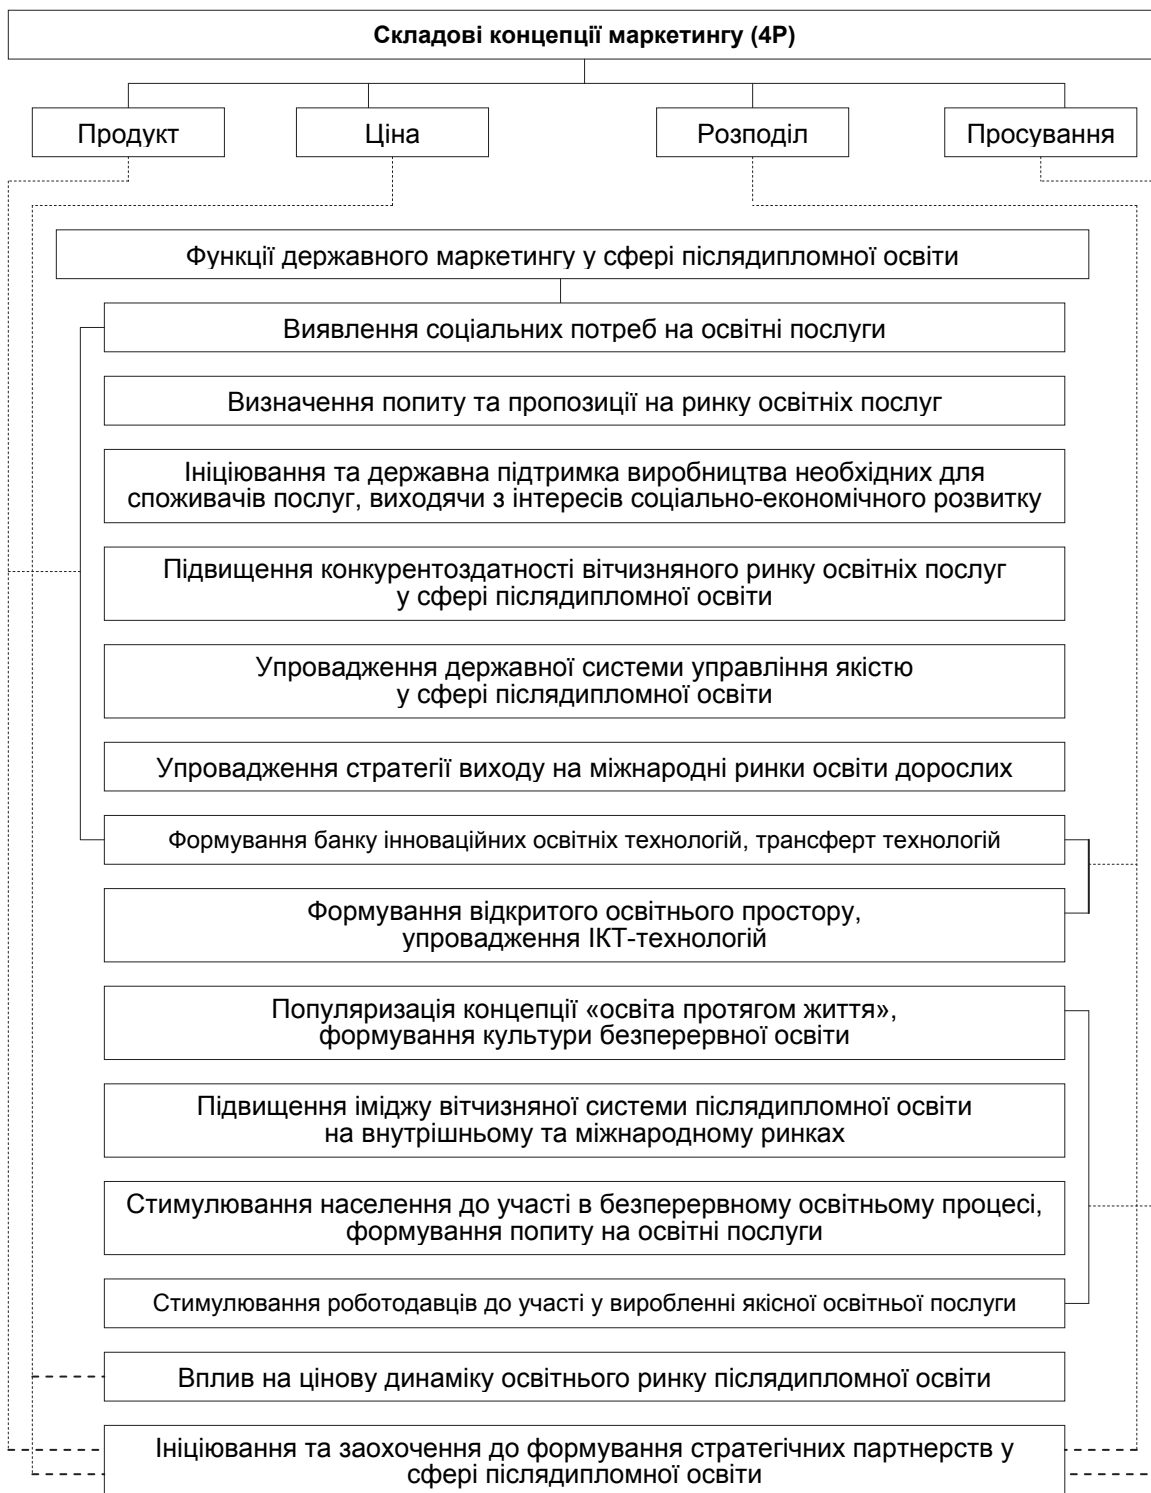 Складові концепції маркетингу (4Р)
Продукт
Ціна
Розподіл
Просування
Функції державного маркетингу у сфері післядипломної освіти
Виявлення соціальних потреб на освітні послуги
Визначення попиту та пропозиції на ринку освітніх послуг
Ініціювання та державна підтримка виробництва необхідних для
споживачів послуг, виходячи з інтересів соціально-економічного розвитку
Підвищення конкурентоздатності вітчизняного ринку освітніх послуг
у сфері післядипломної освіти
Упровадження державної системи управління якістю
у сфері післядипломної освіти
Упровадження стратегії виходу на міжнародні ринки освіти дорослих
Формування банку інноваційних освітніх технологій, трансферт технологій
Формування відкритого освітнього простору,
упровадження ІКТ-технологій
Популяризація концепції «освіта протягом життя»,
формування культури безперервної освіти
Підвищення іміджу вітчизняної системи післядипломної освіти
на внутрішньому та міжнародному ринках
Стимулювання населення до участі в безперервному освітньому процесі,
формування попиту на освітні послуги
Стимулювання роботодавців до участі у виробленні якісної освітньої послуги
Вплив на цінову динаміку освітнього ринку післядипломної освіти
Ініціювання та заохочення до формування стратегічних партнерств у
сфері післядипломної освіти